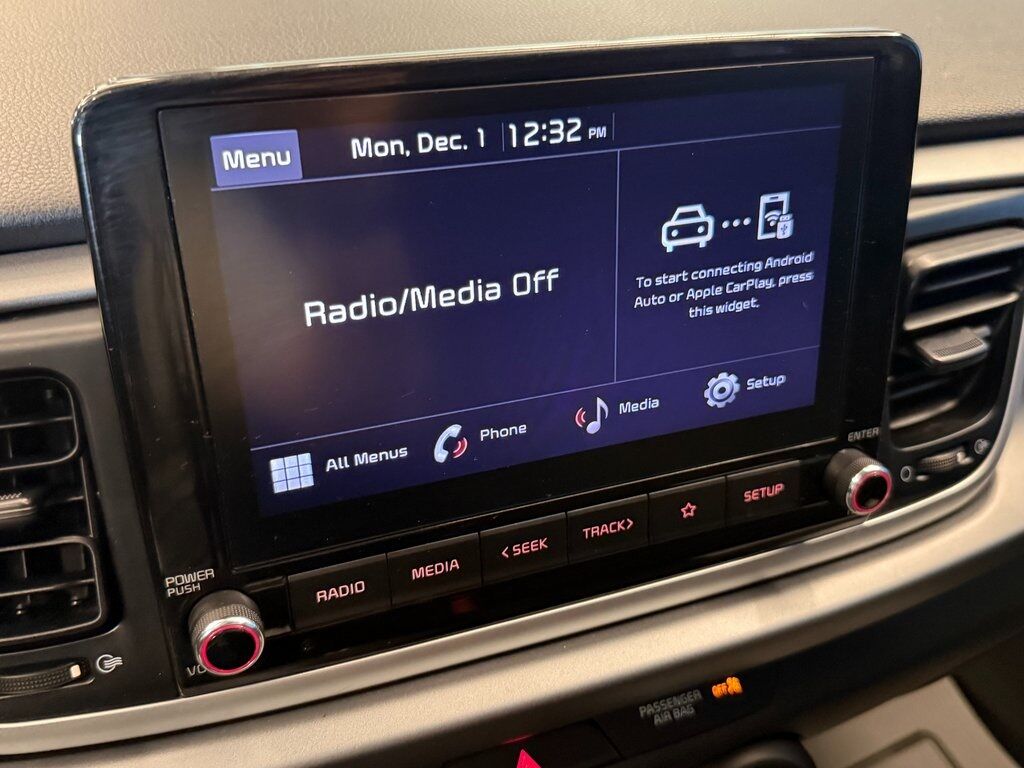 Menu
Mon, Dec. 1
12:32 PM
Radio/Media Off
To start connecting Android
Auto or Apple CarPlay, press
this widget.
All Menus
Phone
Media
Setup
ENTER
POWER
PUSH
RADIO
MEDIA
< SEEK
TRACK >
☆
SETUP
PASSENGER
AIR BAG
OFF